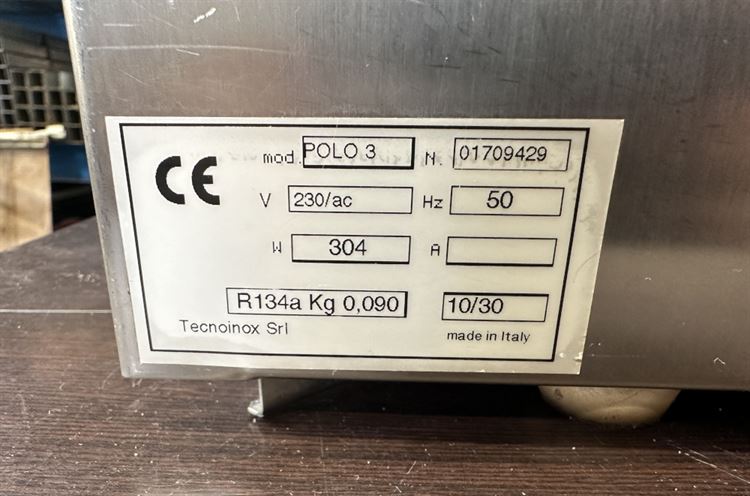 CE mod. POLO 3 N. 01709429
V 230/ac Hz 50
W 304 A
R134a Kg 0,090 10/30
Tecnoinox Srl made in Italy